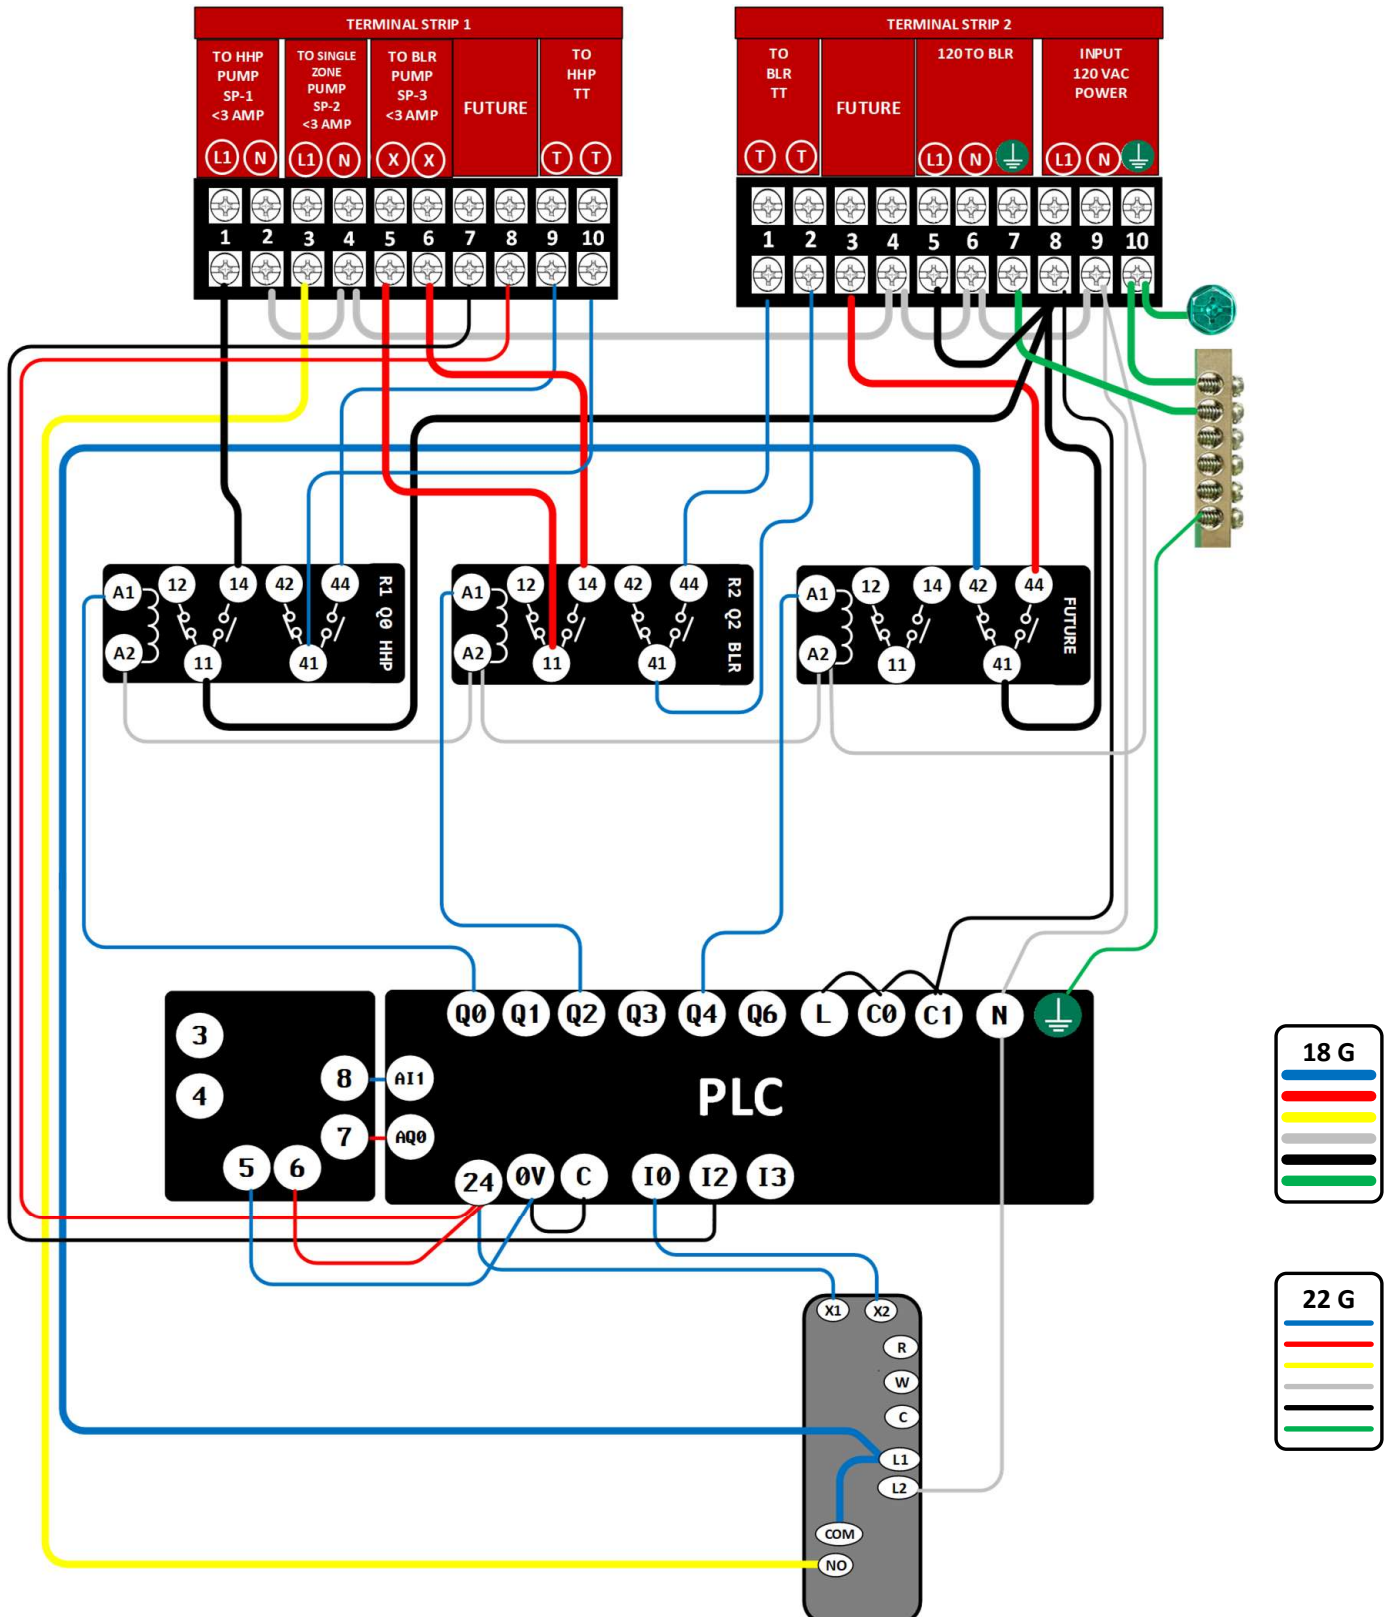 TERMINAL STRIP 1
TO HHP
PUMP
SP-1
<3 AMP
L1 N
TO SINGLE
ZONE
PUMP
SP-2
<3 AMP
L1 N
TO BLR
PUMP
SP-3
<3 AMP
X X
FUTURE
TO
HHP
TT
T T
1 2 3 4 5 6 7 8 9 10
TERMINAL STRIP 2
TO
BLR
TT
T T
FUTURE
120 TO BLR
L1 N
INPUT
120 VAC
POWER
L1 N
1 2 3 4 5 6 7 8 9 10
A1 12 14 42 44
A2 11 41
R1 Q0 HHP
A1 12 14 42 44
A2 11 41
R2 Q2 BLR
A1 12 14 42 44
A2 11 41
FUTURE
3
4
8
7
5 6
Q0 Q1 Q2 Q3 Q4 Q6 L C0 C1 N
AI1
AQ0
PLC
24 0V C I0 I2 I3
X1 X2
R
W
C
L1
L2
COM
NO
18 G
22 G